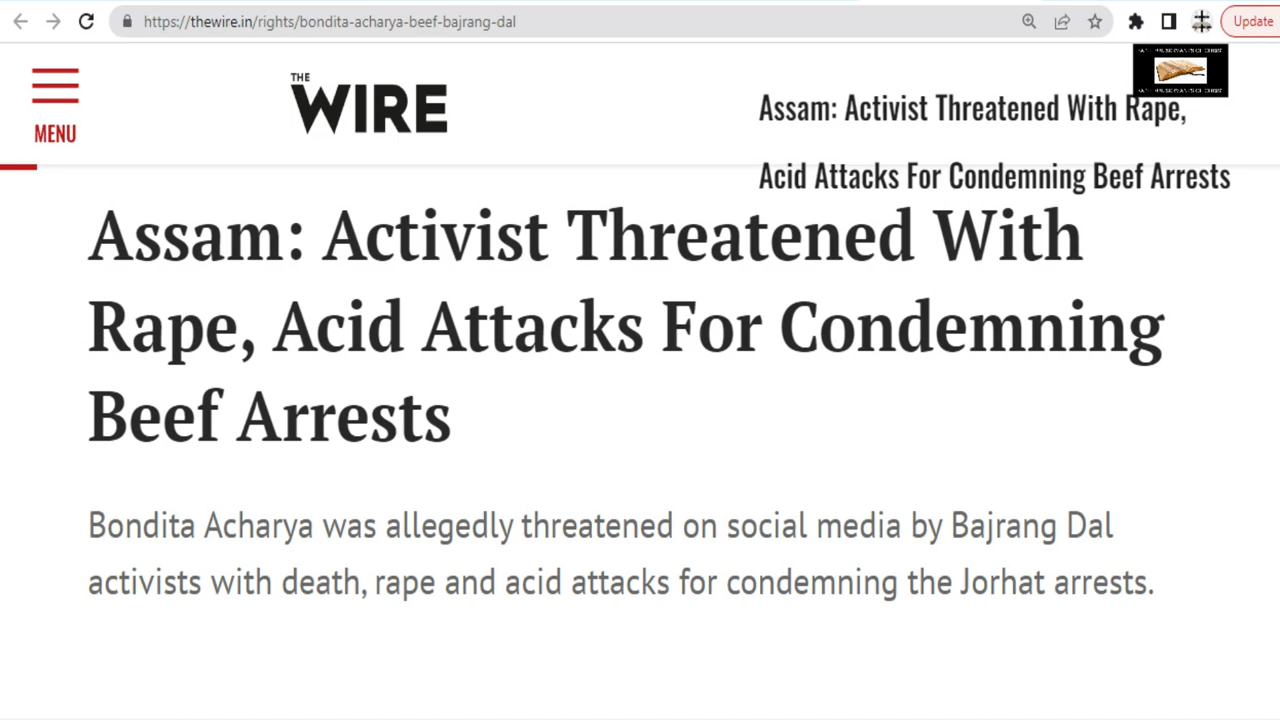 https://thewire.in/rights/bondita-acharya-beef-bajrang-dal
Update
MENU
THE
WIRE
Assam: Activist Threatened With Rape,
Acid Attacks For Condemning Beef Arrests
Assam: Activist Threatened With
Rape, Acid Attacks For Condemning
Beef Arrests
Bondita Acharya was allegedly threatened on social media by Bajrang Dal
activists with death, rape and acid attacks for condemning the Jorhat arrests.